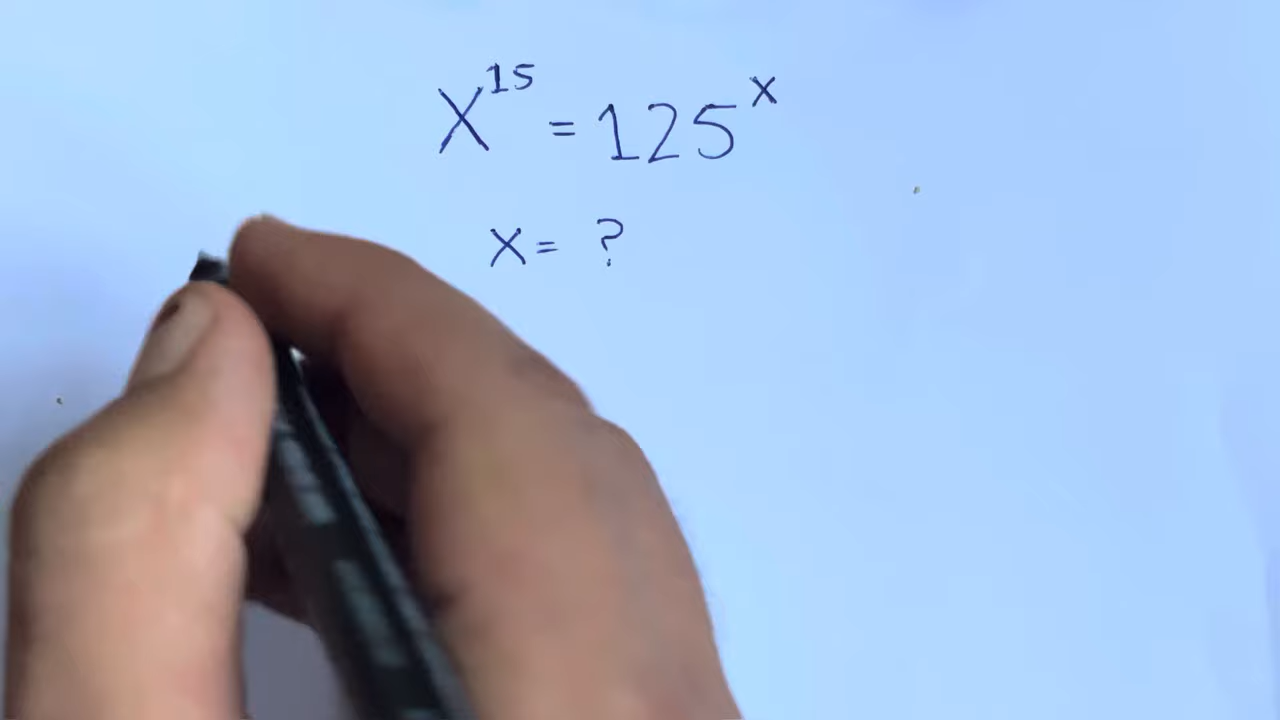 X^15 = 125^x
x = ?